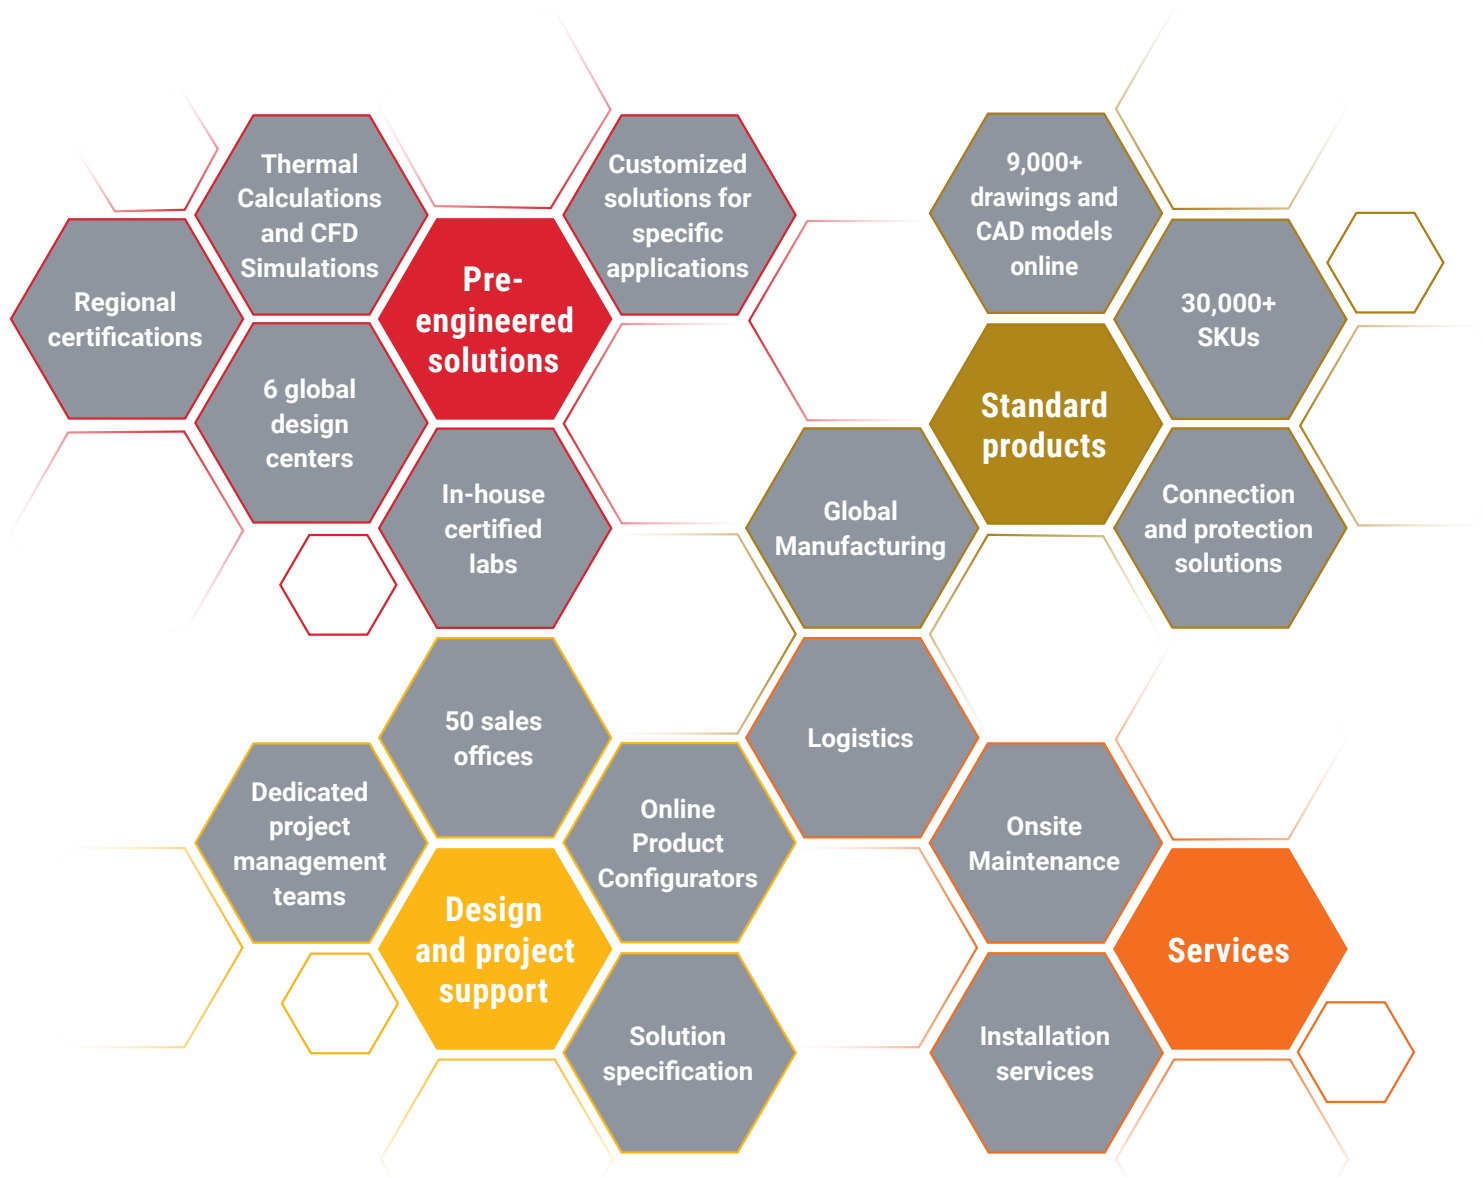 Thermal
Calculations
and CFD
Simulations
Customized
solutions for
specific
applications
Regional
certifications
Pre-
engineered
solutions
6 global
design
centers
In-house
certified
labs
9,000+
drawings and
CAD models
online
30,000+
SKUs
Standard
products
Global
Manufacturing
Connection
and protection
solutions
50 sales
offices
Dedicated
project
management
teams
Online
Product
Configurators
Design
and project
support
Solution
specification
Logistics
Onsite
Maintenance
Services
Installation
services